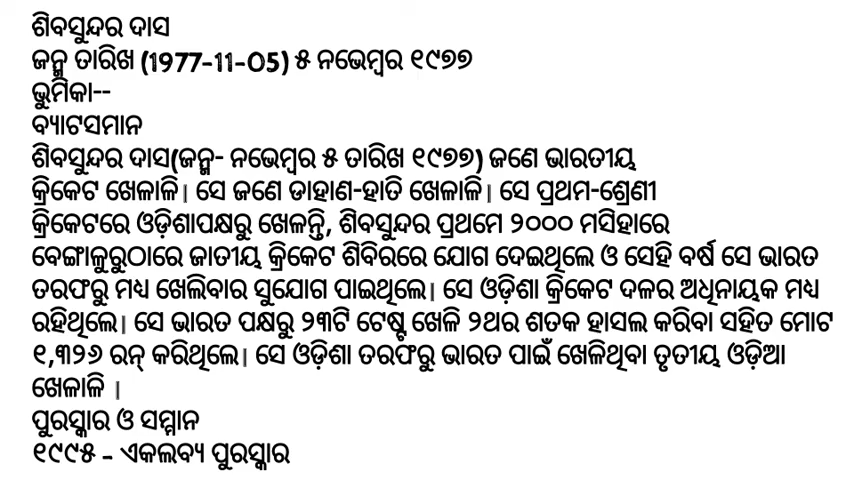 ଶିବସୁନ୍ଦର ଦାସ
ଜନ୍ମ ତାରିଖ (1977-11-05) ୫ ନଭେମ୍ବର ୧୯୭୭
ଭୁମିକା--
ବ୍ୟାଟସମାନ
ଶିବସୁନ୍ଦର ଦାସ(ଜନ୍ମ- ନଭେମ୍ବର ୫ ତାରିଖ ୧୯୭୭) ଜଣେ ଭାରତୀୟ
କ୍ରିକେଟ ଖେଳାଳି। ସେ ଜଣେ ଡାହାଣ-ହାତି ଖେଳାଳି। ସେ ପ୍ରଥମ-ଶ୍ରେଣୀ
କ୍ରିକେଟରେ ଓଡ଼ିଶାପକ୍ଷରୁ ଖେଳନ୍ତି, ଶିବସୁନ୍ଦର ପ୍ରଥମେ ୨୦୦୦ ମସିହାରେ
ବେଙ୍ଗାଳୁରୁଠାରେ ଜାତୀୟ କ୍ରିକେଟ ଶିବିରରେ ଯୋଗ ଦେଇଥିଲେ ଓ ସେହି ବର୍ଷ ସେ ଭାରତ
ତରଫରୁ ମଧ୍ୟ ଖେଲିବାର ସୁଯୋଗ ପାଇଥିଲେ। ସେ ଓଡ଼ିଶା କ୍ରିକେଟ ଦଳର ଅଧିନାୟକ ମଧ୍ୟ
ରହିଥିଲେ। ସେ ଭାରତ ପକ୍ଷରୁ ୨୩ଟି ଟେଷ୍ଟ ଖେଳି ୨ଥର ଶତକ ହାସଲ କରିବା ସହିତ ମୋଟ
୧,୩୨୬ ରନ୍ କରିଥିଲେ। ସେ ଓଡ଼ିଶା ତରଫରୁ ଭାରତ ପାଇଁ ଖେଳିଥିବା ତୃତୀୟ ଓଡ଼ିଆ
ଖେଳାଳି ।
ପୁରସ୍କାର ଓ ସମ୍ମାନ
୧୯୯୫ – ଏକଲବ୍ୟ ପୁରସ୍କାର